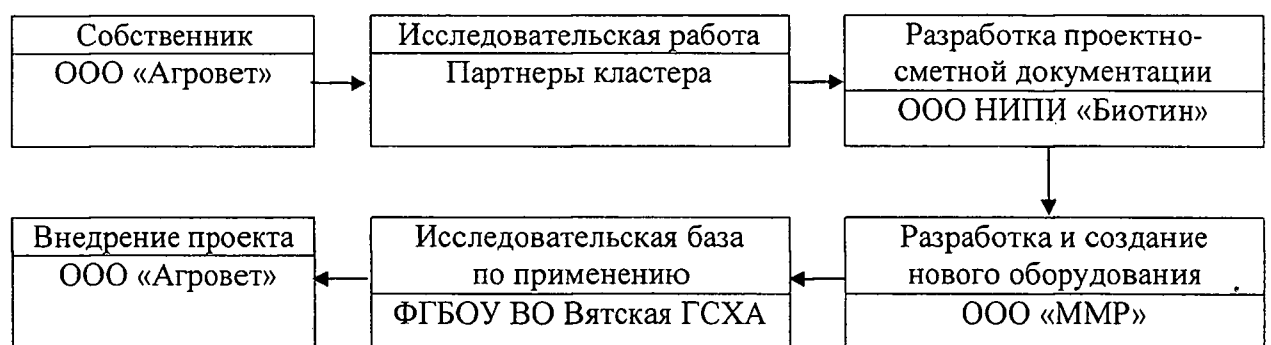 Собственник
ООО «Агровет»
Исследовательская работа
Партнеры кластера
Разработка проектно-
сметной документации
ООО НИПИ «Биотин»
Внедрение проекта
ООО «Агровет»
Исследовательская база
по применению
ФГБОУ ВО Вятская ГСХА
Разработка и создание
нового оборудования
ООО «ММР»